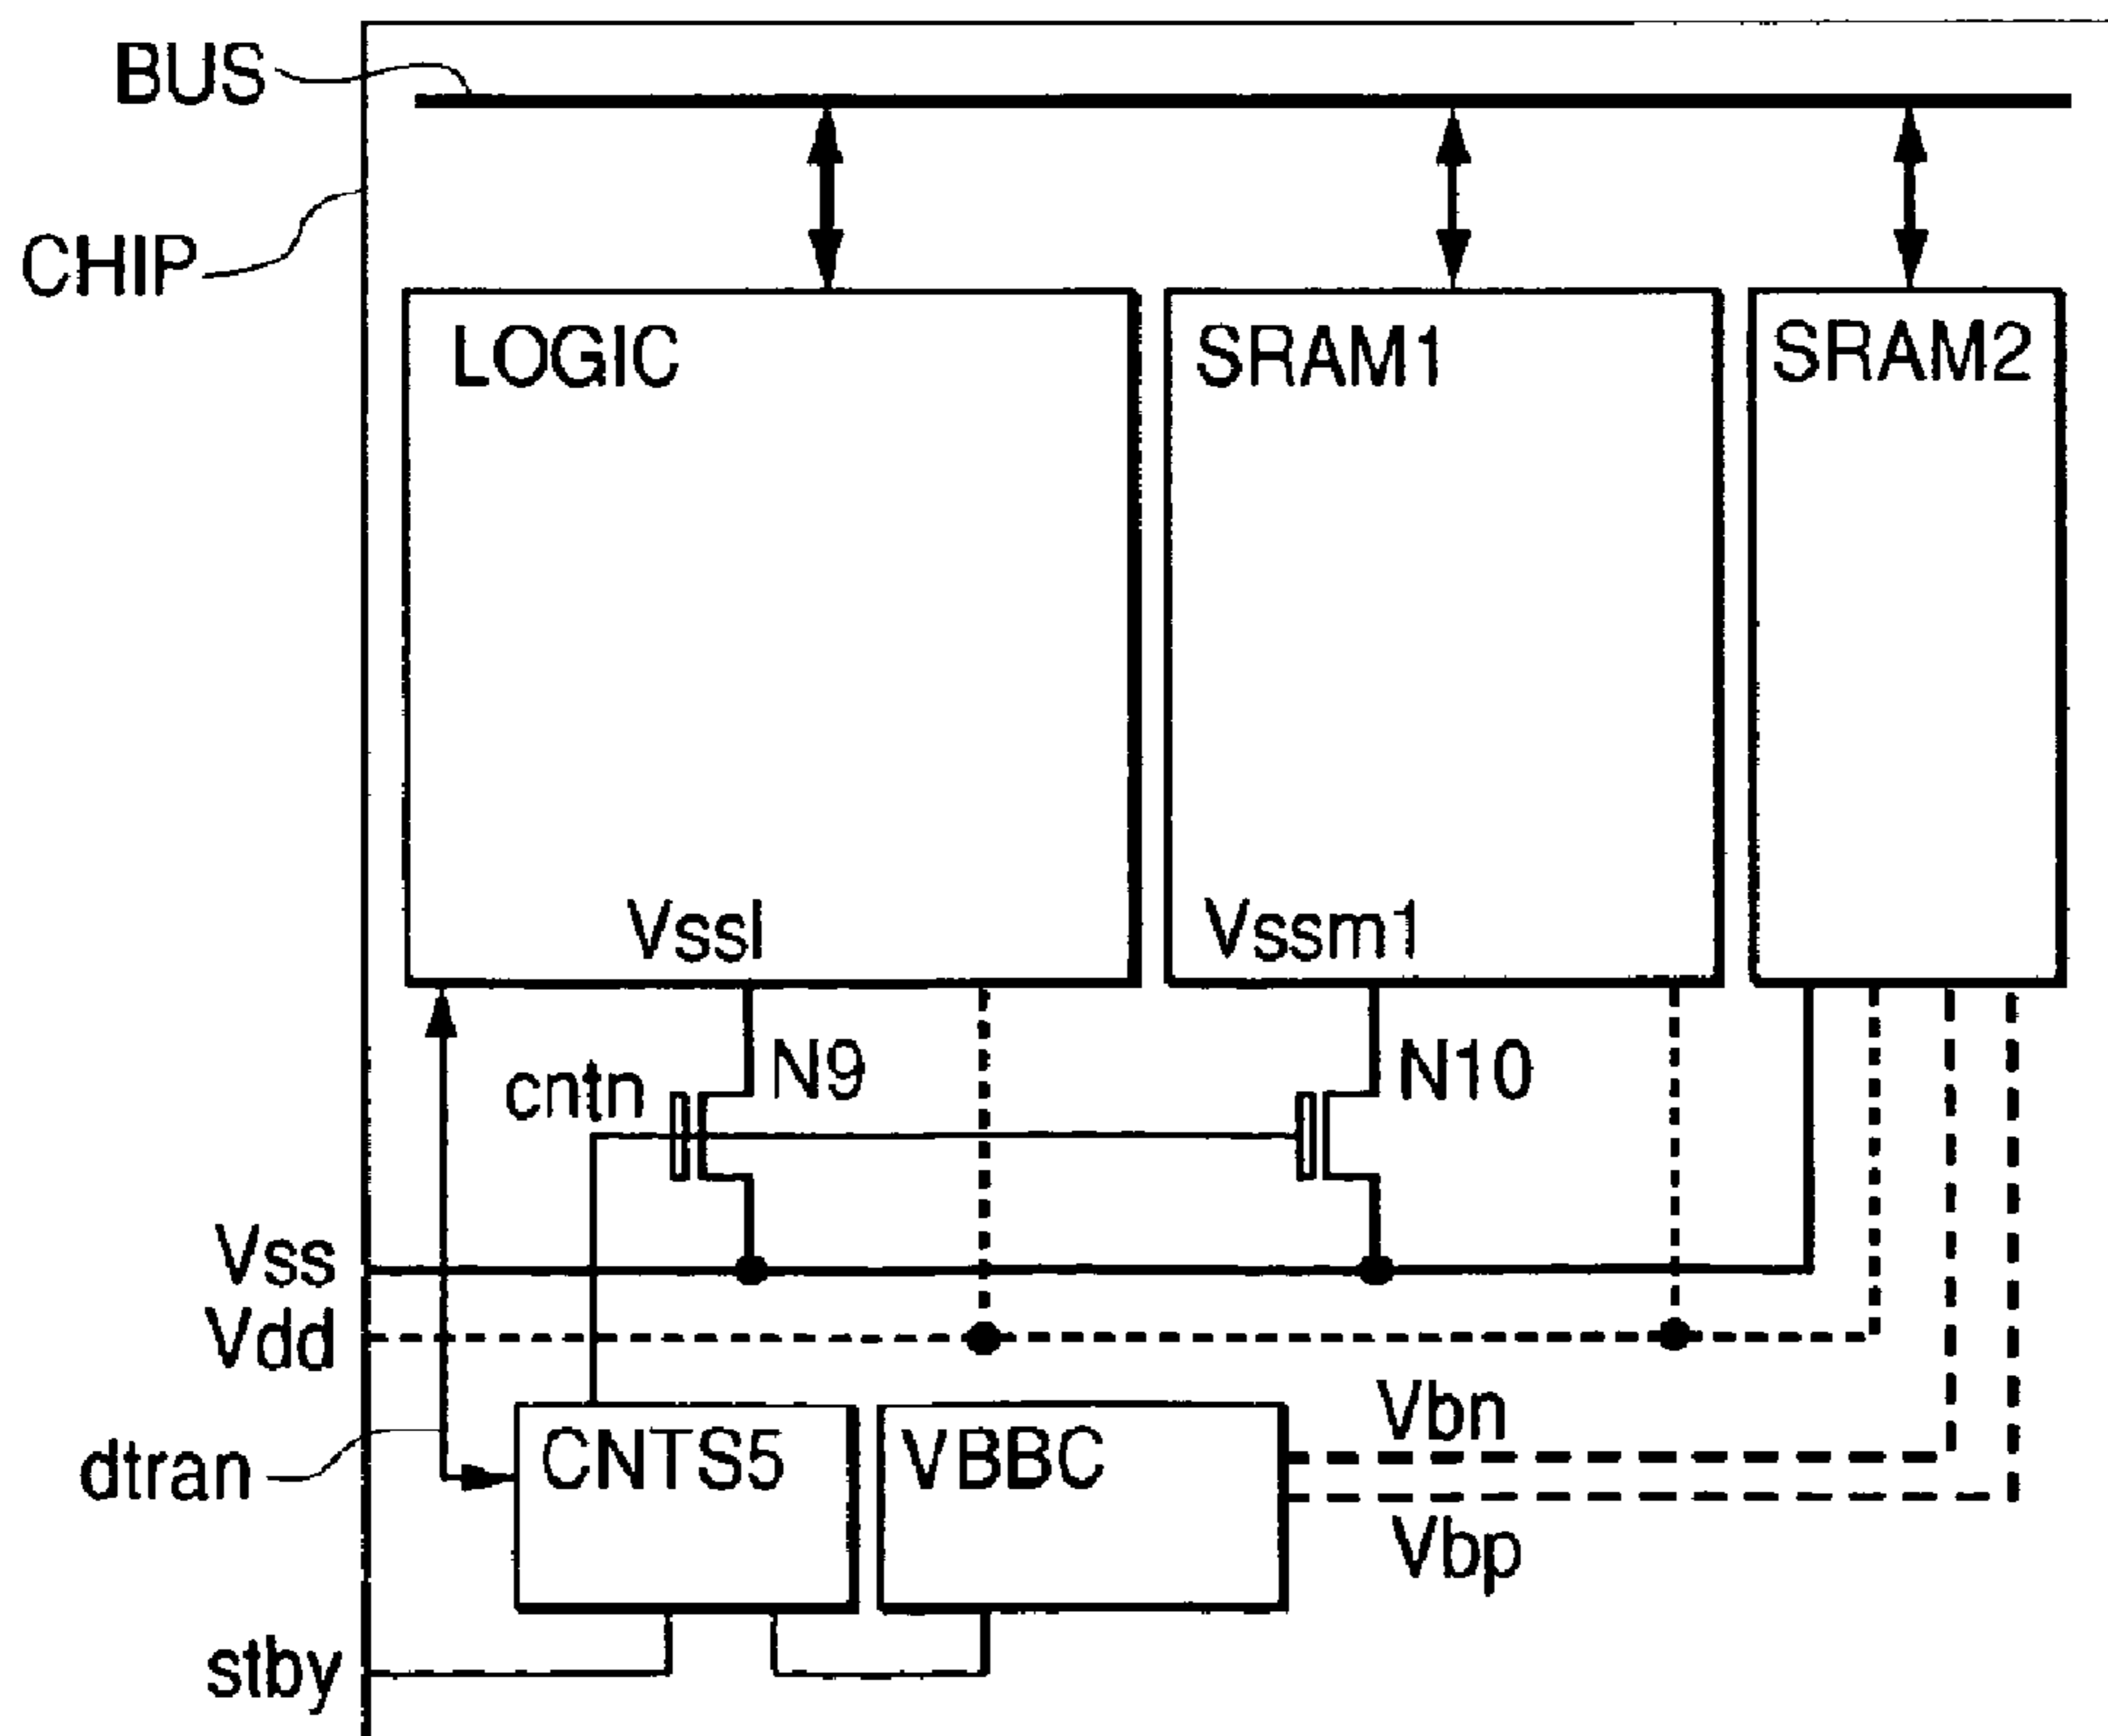 BUS
CHIP
LOGIC
SRAM1
SRAM2
Vssl
Vssm1
cntn
N9
N10
Vss
Vdd
dtran
CNTS5
VBBC
Vbn
Vbp
stby